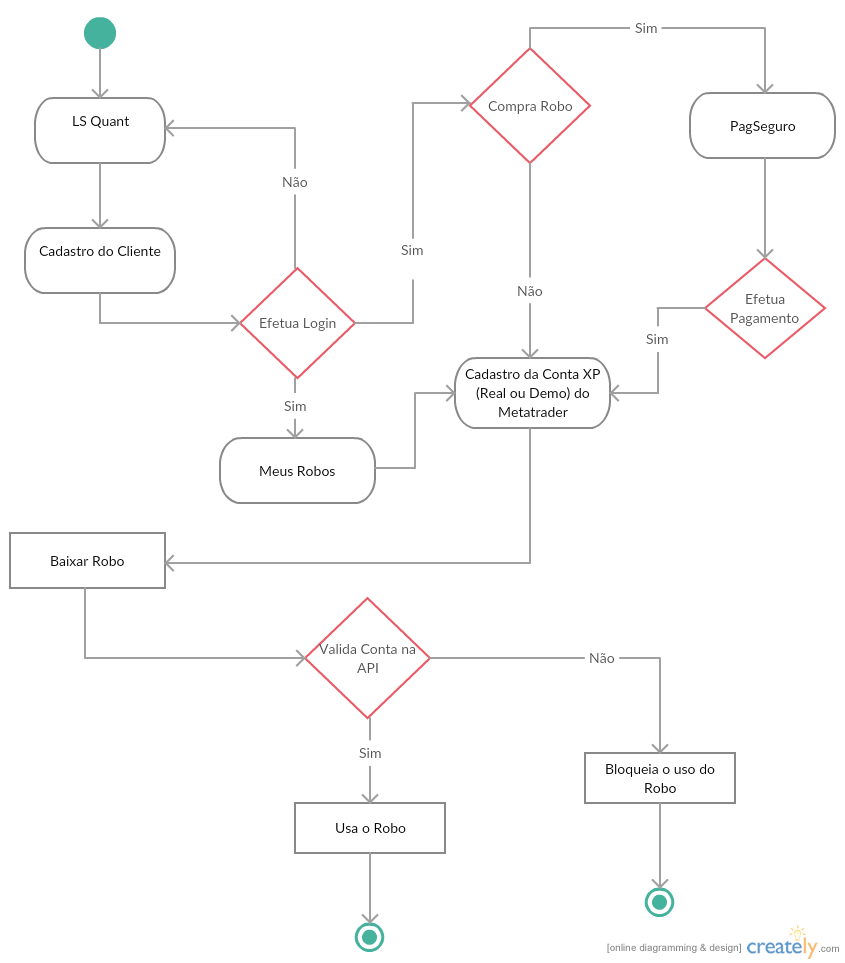 Sim
Compra Robo
LS Quant
PagSeguro
Não
Sim
Cadastro do Cliente
Não
Efetua
Pagamento
Efetua Login
Sim
Cadastro da Conta XP
(Real ou Demo) do
Metatrader
Sim
Meus Robos
Baixar Robo
Valida Conta na
API
Não
Sim
Bloqueia o uso do
Robo
Usa o Robo
[online diagramming & design] creately.com